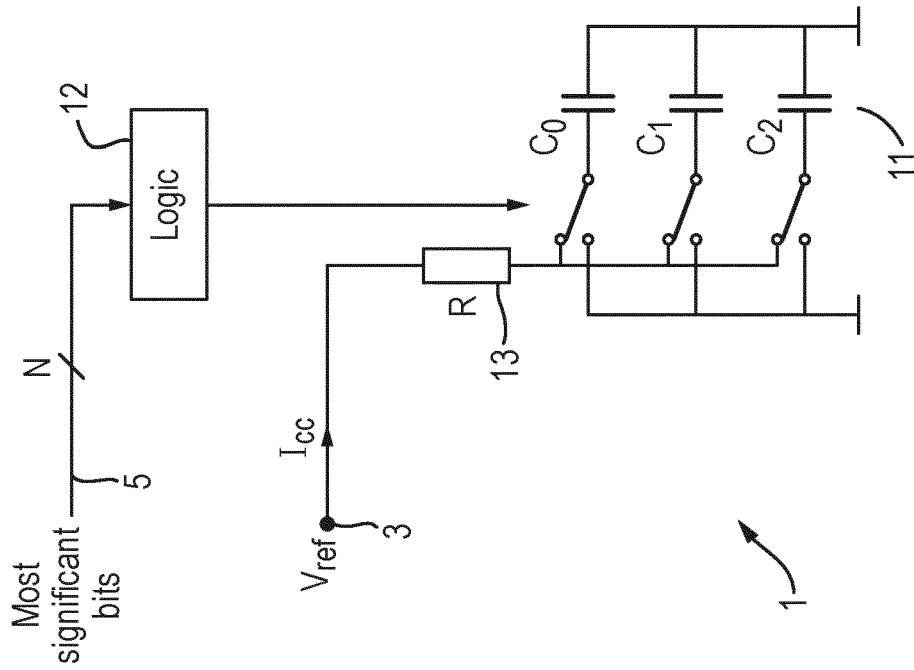 Most
significant
bits
5
N
12
Logic
Vref
3
Icc
R
13
C0
C1
C2
11
1